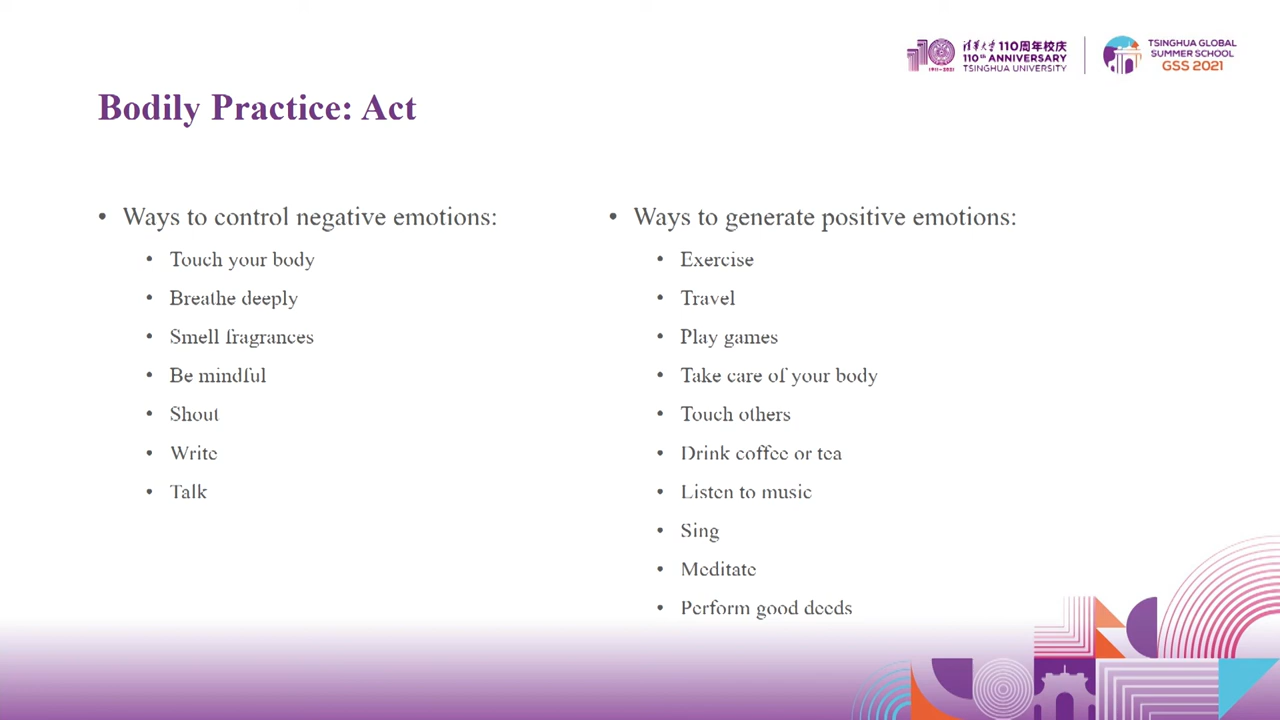 清华大学 110周年校庆
110th ANNIVERSARY
TSINGHUA UNIVERSITY
1911-2021
TSINGHUA GLOBAL
SUMMER SCHOOL
GSS 2021
Bodily Practice: Act
• Ways to control negative emotions:
• Touch your body
• Breathe deeply
• Smell fragrances
• Be mindful
• Shout
• Write
• Talk
• Ways to generate positive emotions:
• Exercise
• Travel
• Play games
• Take care of your body
• Touch others
• Drink coffee or tea
• Listen to music
• Sing
• Meditate
• Perform good deeds